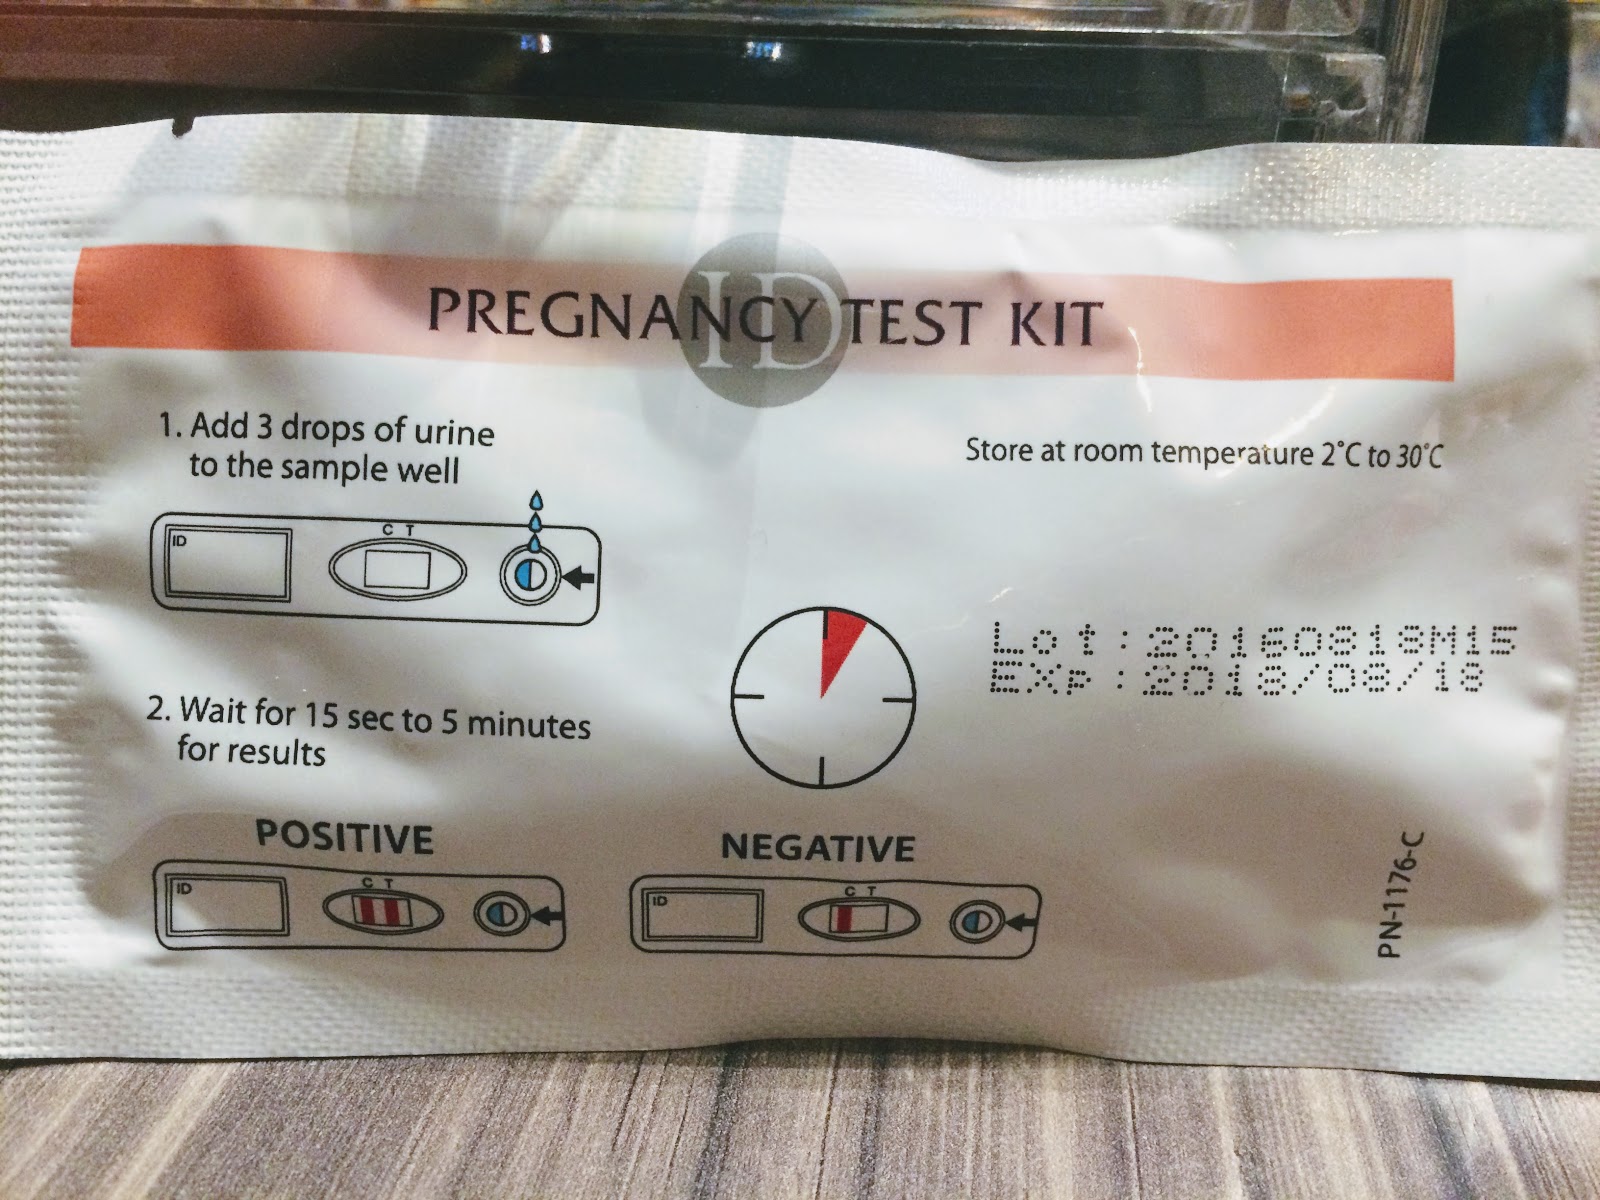 ID
PREGNANCY TEST KIT
1. Add 3 drops of urine
to the sample well
Store at room temperature 2°C to 30°C
C T
ID
Lot:20160818M15
Exp:2018/08/18
2. Wait for 15 sec to 5 minutes
for results
POSITIVE
NEGATIVE
C T
ID
C T
ID
PN-1176-C